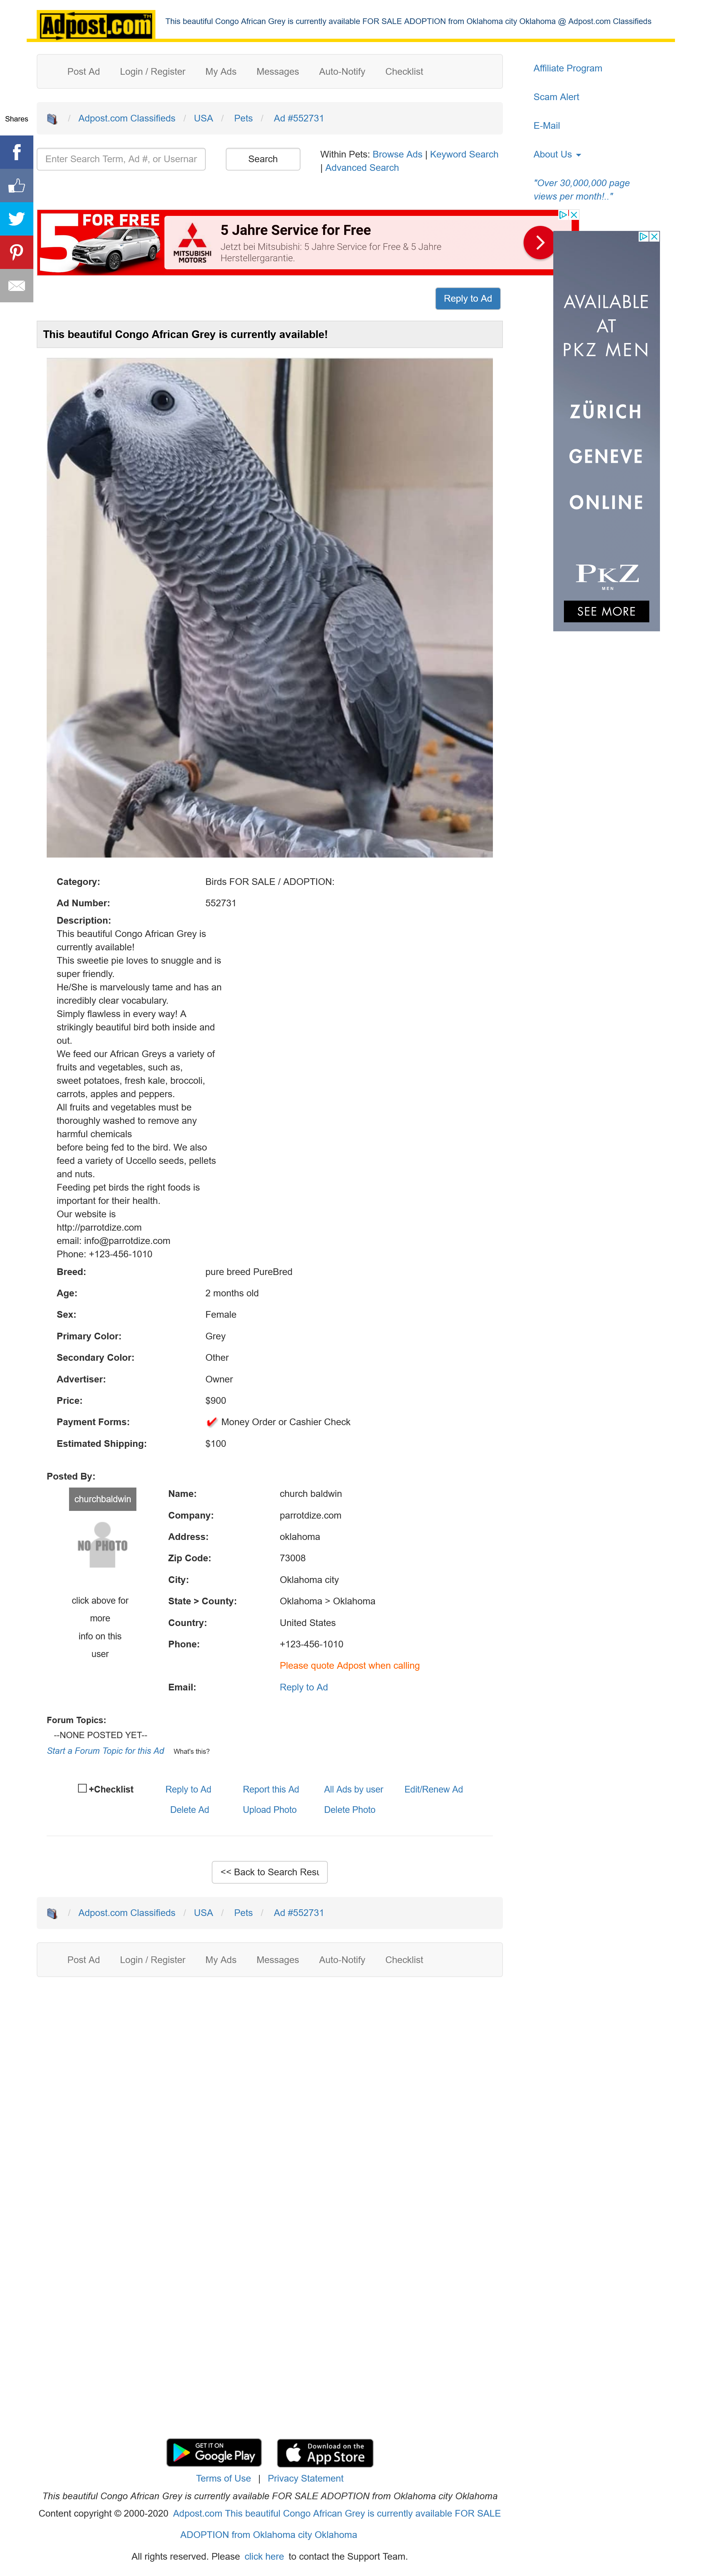 Adpost.com™
This beautiful Congo African Grey is currently available FOR SALE ADOPTION from Oklahoma city Oklahoma @ Adpost.com Classifieds
Post Ad Login / Register My Ads Messages Auto-Notify Checklist
Affiliate Program
Scam Alert
E-Mail
About Us
"Over 30,000,000 page
views per month!.."
Shares
/ Adpost.com Classifieds / USA / Pets / Ad #552731
Enter Search Term, Ad #, or Usernar
Search
Within Pets: Browse Ads | Keyword Search
| Advanced Search
5 FOR FREE
MITSUBISHI
MOTORS
5 Jahre Service for Free
Jetzt bei Mitsubishi: 5 Jahre Service for Free & 5 Jahre
Herstellergarantie.
AVAILABLE
AT
PKZ MEN
ZÜRICH
GENEVE
ONLINE
PKZ
MEN
SEE MORE
Reply to Ad
This beautiful Congo African Grey is currently available!
Category: Birds FOR SALE / ADOPTION:
Ad Number: 552731
Description:
This beautiful Congo African Grey is
currently available!
This sweetie pie loves to snuggle and is
super friendly.
He/She is marvelously tame and has an
incredibly clear vocabulary.
Simply flawless in every way! A
strikingly beautiful bird both inside and
out.
We feed our African Greys a variety of
fruits and vegetables, such as,
sweet potatoes, fresh kale, broccoli,
carrots, apples and peppers.
All fruits and vegetables must be
thoroughly washed to remove any
harmful chemicals
before being fed to the bird. We also
feed a variety of Uccello seeds, pellets
and nuts.
Feeding pet birds the right foods is
important for their health.
Our website is
http://parrotdize.com
email: info@parrotdize.com
Phone: +123-456-1010
Breed: pure breed PureBred
Age: 2 months old
Sex: Female
Primary Color: Grey
Secondary Color: Other
Advertiser: Owner
Price: $900
Payment Forms: Money Order or Cashier Check
Estimated Shipping: $100
Posted By:
churchbaldwin
NO PHOTO
click above for
more
info on this
user
Name: church baldwin
Company: parrotdize.com
Address: oklahoma
Zip Code: 73008
City: Oklahoma city
State > County: Oklahoma > Oklahoma
Country: United States
Phone: +123-456-1010
Please quote Adpost when calling
Email: Reply to Ad
Forum Topics:
--NONE POSTED YET--
Start a Forum Topic for this Ad What's this?
+Checklist Reply to Ad Report this Ad All Ads by user Edit/Renew Ad
Delete Ad Upload Photo Delete Photo
<< Back to Search Resu
/ Adpost.com Classifieds / USA / Pets / Ad #552731
Post Ad Login / Register My Ads Messages Auto-Notify Checklist
GET IT ON
Google Play
Download on the
App Store
Terms of Use | Privacy Statement
This beautiful Congo African Grey is currently available FOR SALE ADOPTION from Oklahoma city Oklahoma
Content copyright © 2000-2020 Adpost.com This beautiful Congo African Grey is currently available FOR SALE
ADOPTION from Oklahoma city Oklahoma
All rights reserved. Please click here to contact the Support Team.